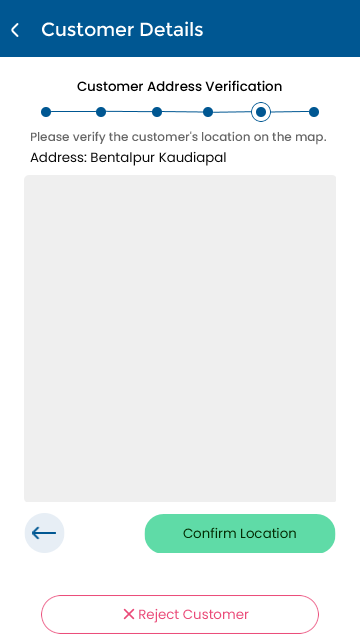 Customer Details
Customer Address Verification
Please verify the customer's location on the map.
Address: Bentalpur Kaudiapal
Confirm Location
Reject Customer